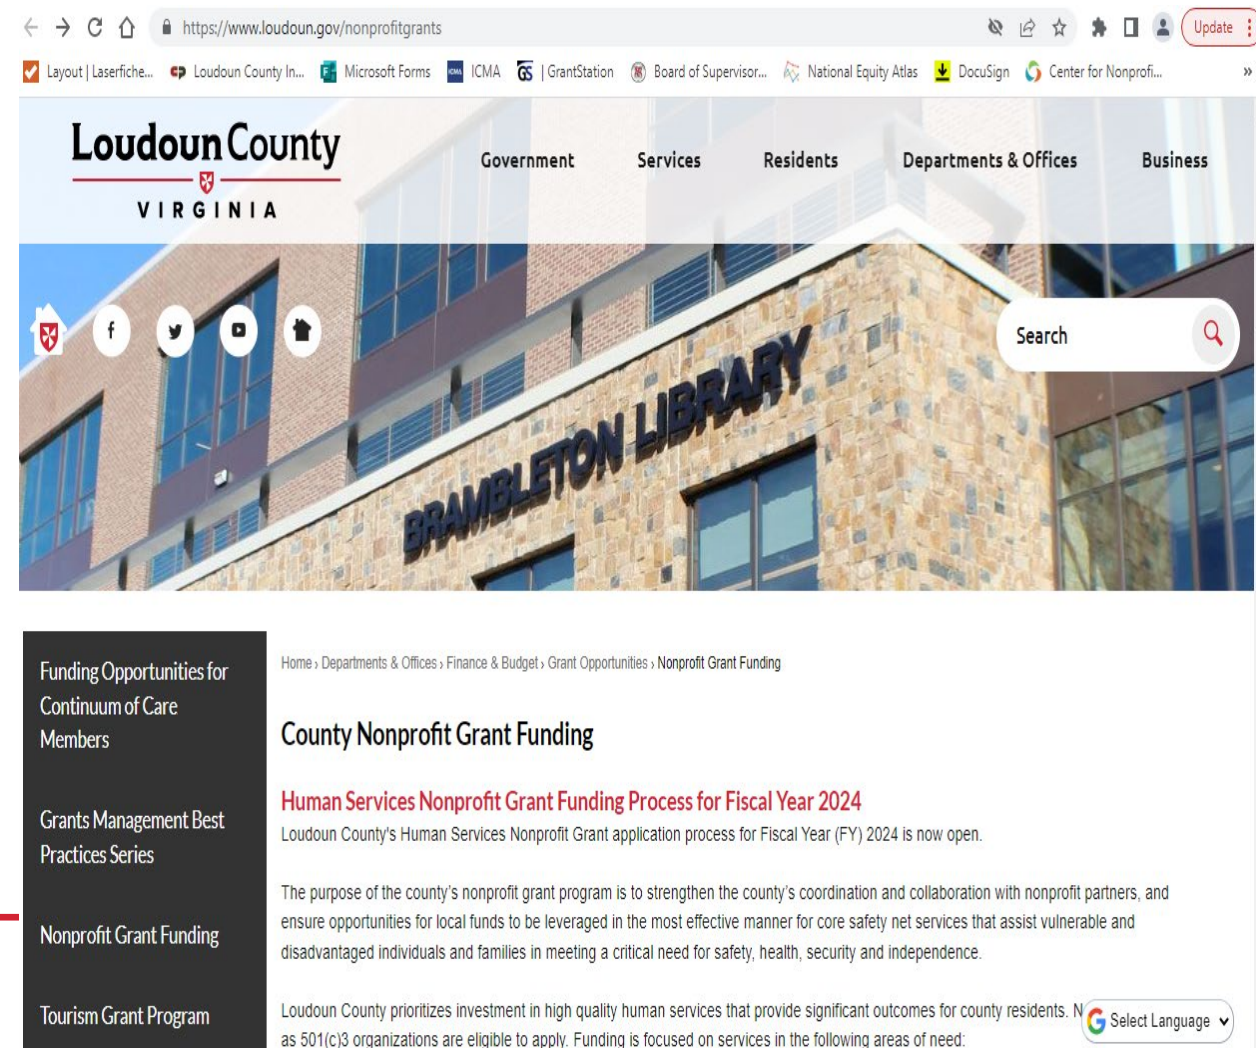 https://www.loudoun.gov/nonprofitgrants
Update
Layout | Laserfiche...
Loudoun County In...
Microsoft Forms
ICMA
ICMA
GS
| GrantStation
Board of Supervisor...
National Equity Atlas
DocuSign
Center for Nonprofi...
»
Loudoun County
VIRGINIA
Government
Services
Residents
Departments & Offices
Business
Search
BRAMBLETON LIBRARY
Funding Opportunities for
Continuum of Care
Members
Grants Management Best
Practices Series
Nonprofit Grant Funding
Tourism Grant Program
Home › Departments & Offices › Finance & Budget › Grant Opportunities › Nonprofit Grant Funding
County Nonprofit Grant Funding
Human Services Nonprofit Grant Funding Process for Fiscal Year 2024
Loudoun County's Human Services Nonprofit Grant application process for Fiscal Year (FY) 2024 is now open.
The purpose of the county's nonprofit grant program is to strengthen the county's coordination and collaboration with nonprofit partners, and
ensure opportunities for local funds to be leveraged in the most effective manner for core safety net services that assist vulnerable and
disadvantaged individuals and families in meeting a critical need for safety, health, security and independence.
Loudoun County prioritizes investment in high quality human services that provide significant outcomes for county residents. N
as 501(c)3 organizations are eligible to apply. Funding is focused on services in the following areas of need:
Select Language